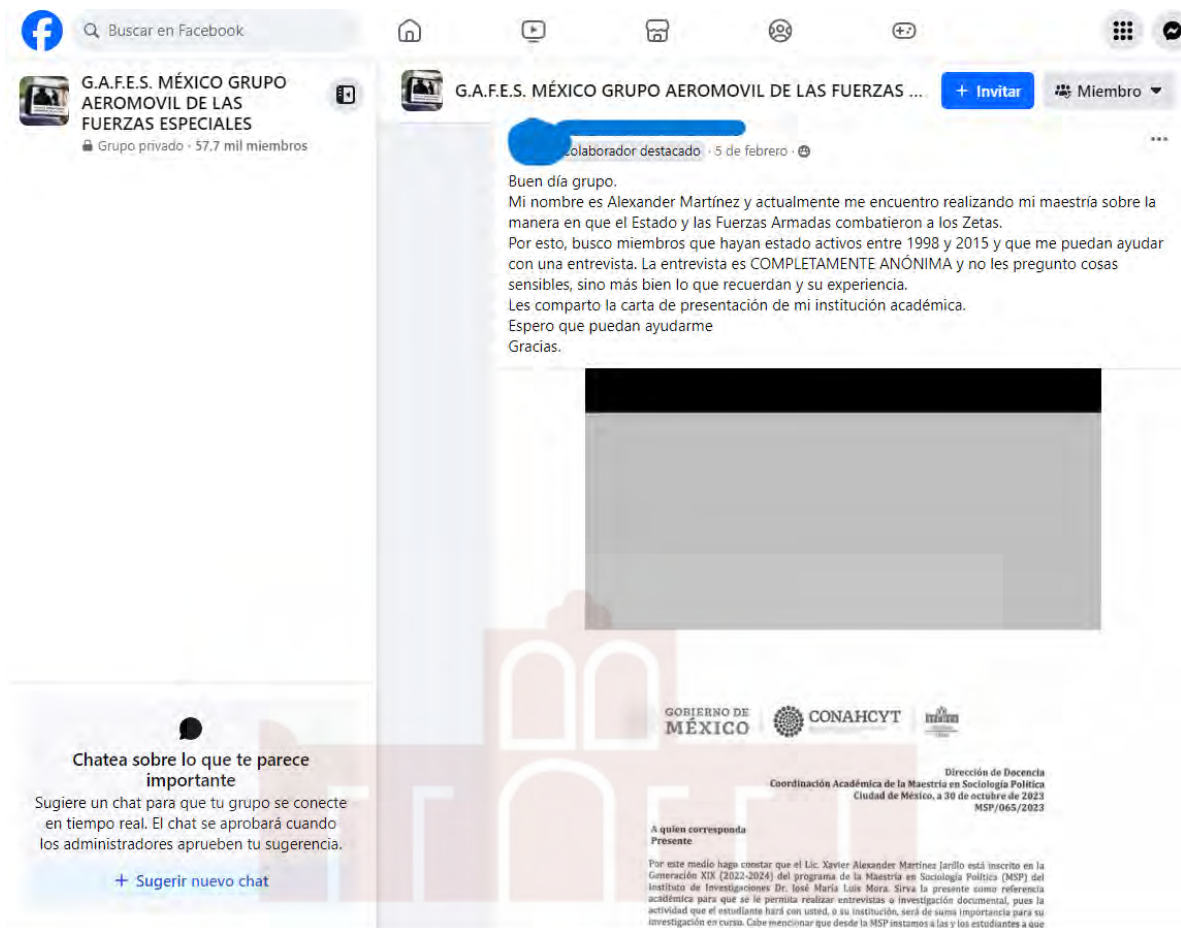 Buscar en Facebook
G.A.F.E.S. MÉXICO GRUPO
AEROMOVIL DE LAS
FUERZAS ESPECIALES
Grupo privado · 57.7 mil miembros
G.A.F.E.S. MÉXICO GRUPO AEROMOVIL DE LAS FUERZAS ...
+ Invitar
Miembro
colaborador destacado · 5 de febrero ·
Buen día grupo.
Mi nombre es Alexander Martínez y actualmente me encuentro realizando mi maestría sobre la
manera en que el Estado y las Fuerzas Armadas combatieron a los Zetas.
Por esto, busco miembros que hayan estado activos entre 1998 y 2015 y que me puedan ayudar
con una entrevista. La entrevista es COMPLETAMENTE ANÓNIMA y no les pregunto cosas
sensibles, sino más bien lo que recuerdan y su experiencia.
Les comparto la carta de presentación de mi institución académica.
Espero que puedan ayudarme
Gracias.
GOBIERNO DE
MÉXICO
CONAHCYT
Dirección de Docencia
Coordinación Académica de la Maestría en Sociología Política
Ciudad de México, a 30 de octubre de 2023
MSP/065/2023
A quien corresponda
Presente
Por este medio hago constar que el Lic. Xavier Alexander Martínez Jarillo está inscrito en la
Generación XIX (2022-2024) del programa de la Maestría en Sociología Política (MSP) del
Instituto de Investigaciones Dr. José María Luis Mora. Sirva la presente como referencia
académica para que se le permita realizar entrevistas o investigación documental, pues la
actividad que el estudiante hará con usted, o su institución, será de suma importancia para su
investigación en curso. Cabe mencionar que desde la MSP instamos a las y los estudiantes a que
Chatea sobre lo que te parece
importante
Sugiere un chat para que tu grupo se conecte
en tiempo real. El chat se aprobará cuando
los administradores aprueben tu sugerencia.
+ Sugerir nuevo chat